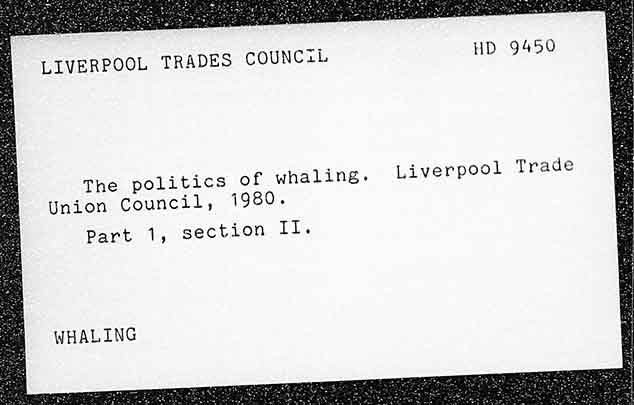 LIVERPOOL TRADES COUNCIL HD 9450
The politics of whaling. Liverpool Trade
Union Council, 1980.
Part 1, section II.
WHALING